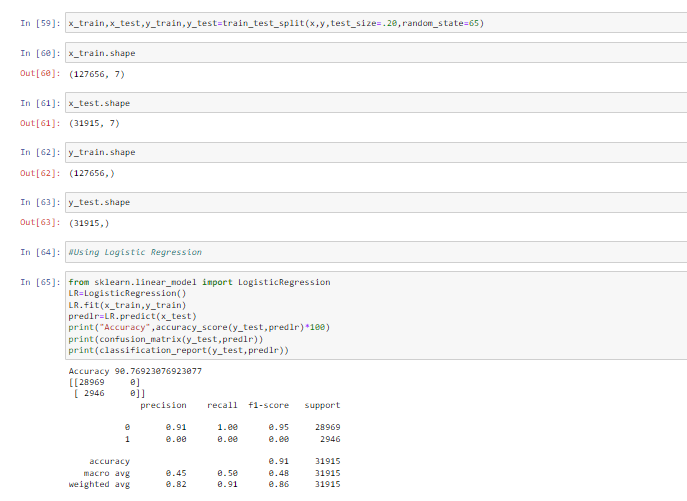 In [59]: x_train,x_test,y_train,y_test=train_test_split(x,y,test_size=.20,random_state=65)
In [60]: x_train.shape
Out[60]: (127656, 7)
In [61]: x_test.shape
Out[61]: (31915, 7)
In [62]: y_train.shape
Out[62]: (127656,)
In [63]: y_test.shape
Out[63]: (31915,)
In [64]: #Using Logistic Regression
In [65]: from sklearn.linear_model import LogisticRegression
LR=LogisticRegression()
LR.fit(x_train,y_train)
predlr=LR.predict(x_test)
print("Accuracy",accuracy_score(y_test,predlr)*100)
print(confusion_matrix(y_test,predlr))
print(classification_report(y_test,predlr))
Accuracy 90.76923076923077
[[28969     0]
 [ 2946     0]]
              precision    recall  f1-score   support
           0       0.91      1.00      0.95     28969
           1       0.00      0.00      0.00      2946
    accuracy                           0.91     31915
   macro avg       0.45      0.50      0.48     31915
weighted avg       0.82      0.91      0.86     31915